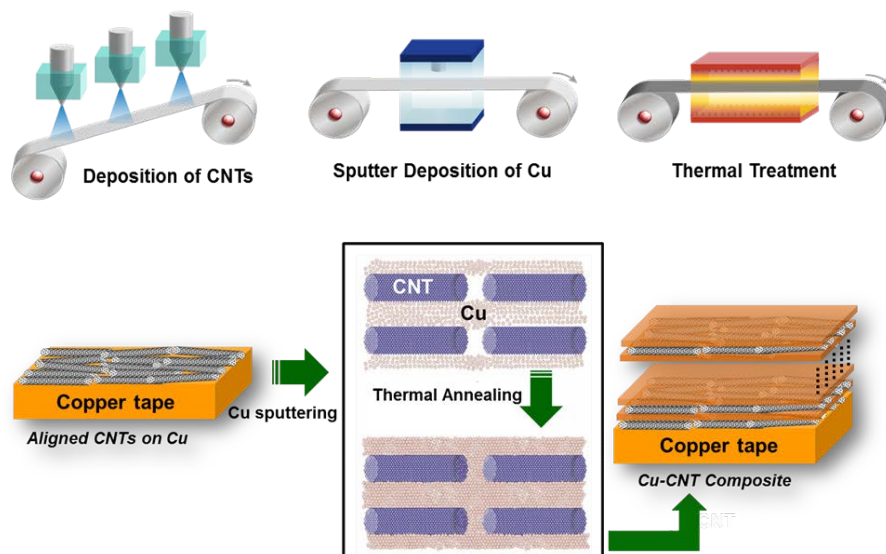 Deposition of CNTs
Sputter Deposition of Cu
Thermal Treatment
Copper tape
Aligned CNTs on Cu
Cu sputtering
CNT
Cu
Thermal Annealing
Copper tape
Cu-CNT Composite
CNT